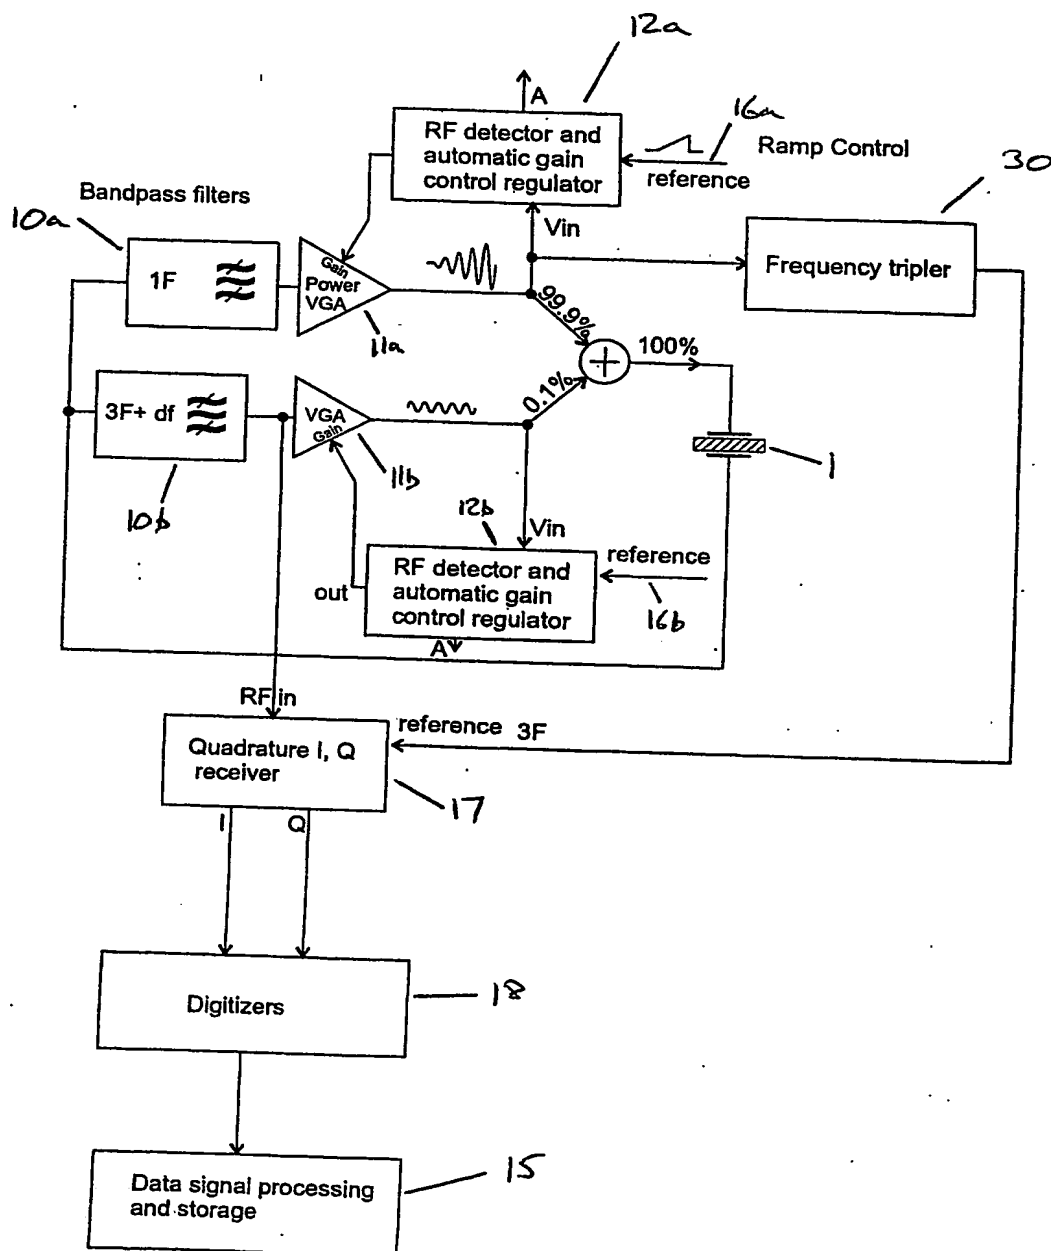 12a
A
RF detector and
automatic gain
control regulator
16a
Ramp Control
reference
30
Bandpass filters
10a
Vin
1F
Gain
Power
VGA
Frequency tripler
11a
99.9%
100%
3F+ df
VGA
Gain
0.1%
1
11b
10b
12b
Vin
reference
out
RF detector and
automatic gain
control regulator
16b
A
RF in
reference 3F
Quadrature I, Q
receiver
17
I
Q
Digitizers
18
Data signal processing
and storage
15